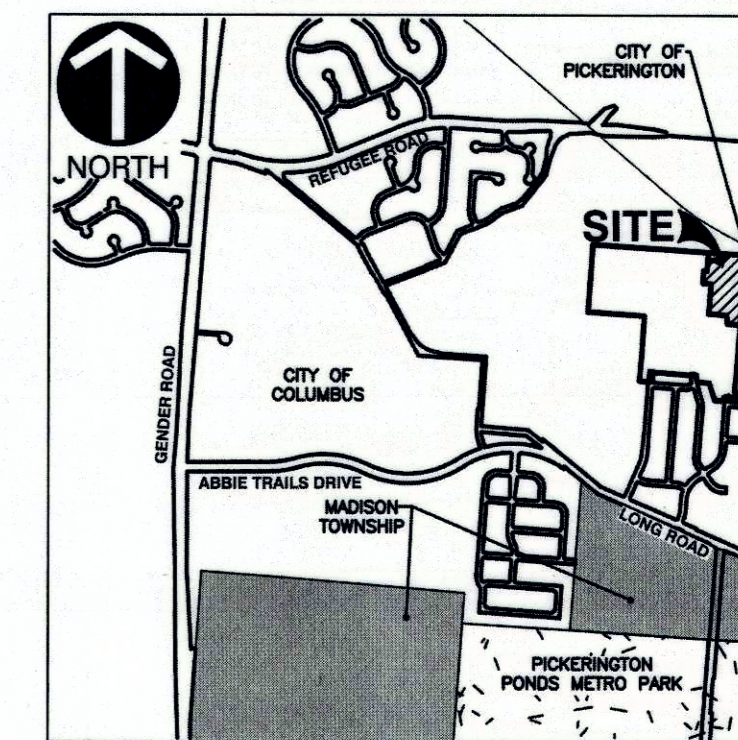 CITY OF
PICKERINGTON
NORTH
REFUGEE ROAD
SITE
GENDER ROAD
CITY OF
COLUMBUS
ABBIE TRAILS DRIVE
MADISON
TOWNSHIP
LONG ROAD
PICKERINGTON
PONDS METRO PARK